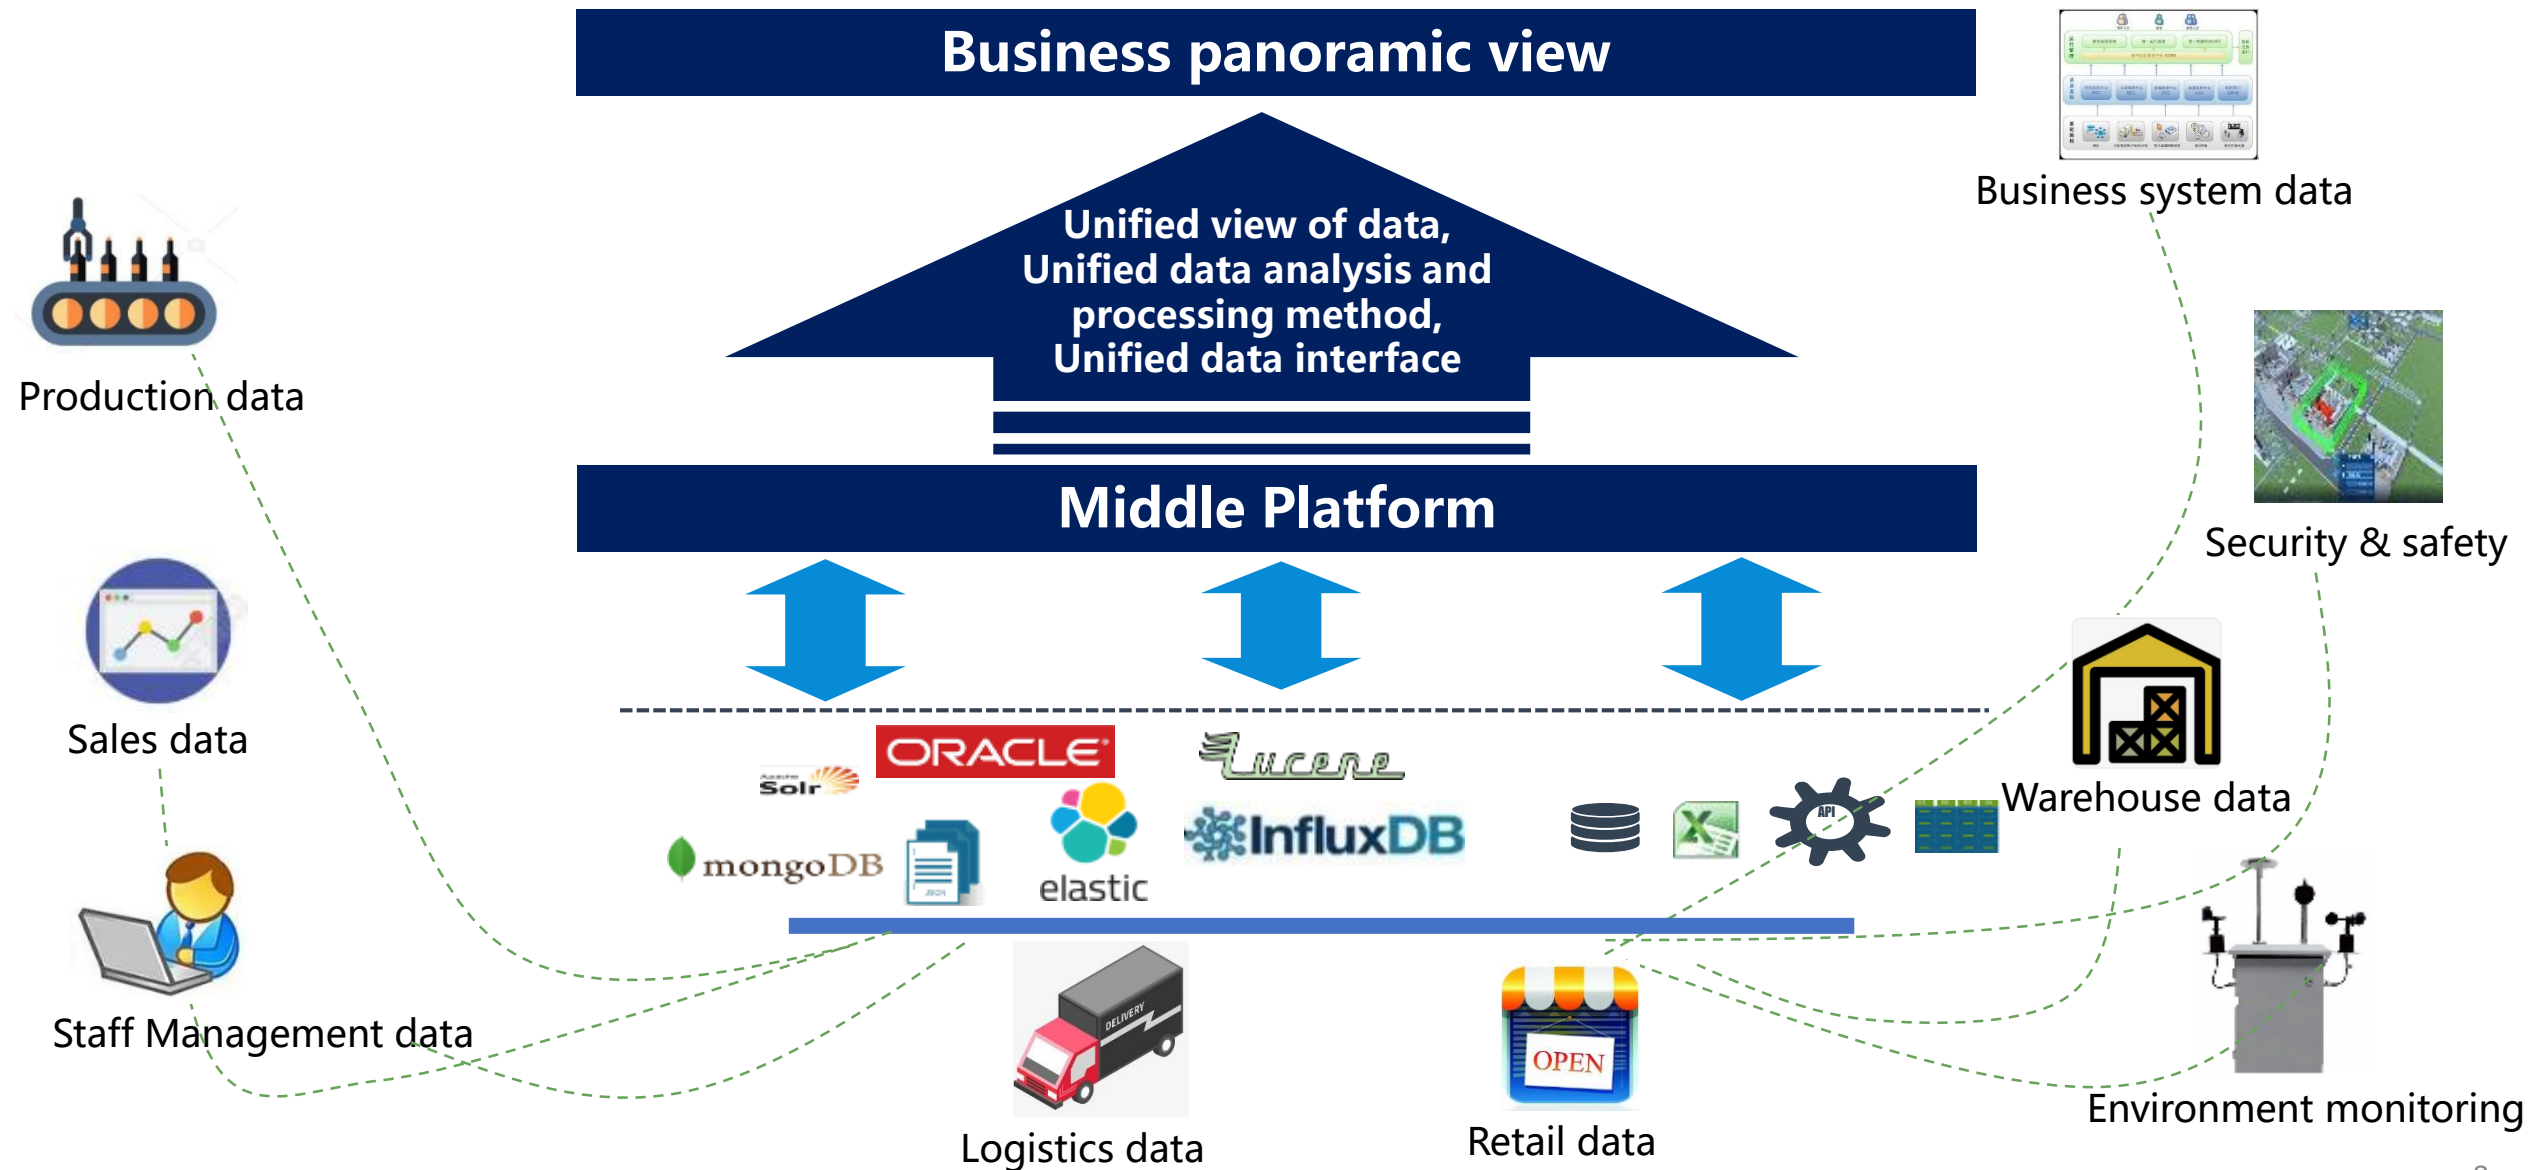 Business panoramic view
Business system data
Unified view of data,
Unified data analysis and
processing method,
Unified data interface
Production data
Middle Platform
Security & safety
Sales data
ORACLE
Lucene
Apache
Solr
InfluxDB
API
Warehouse data
mongoDB
JSON
elastic
Staff Management data
DELIVERY
OPEN
Environment monitoring
Logistics data
Retail data